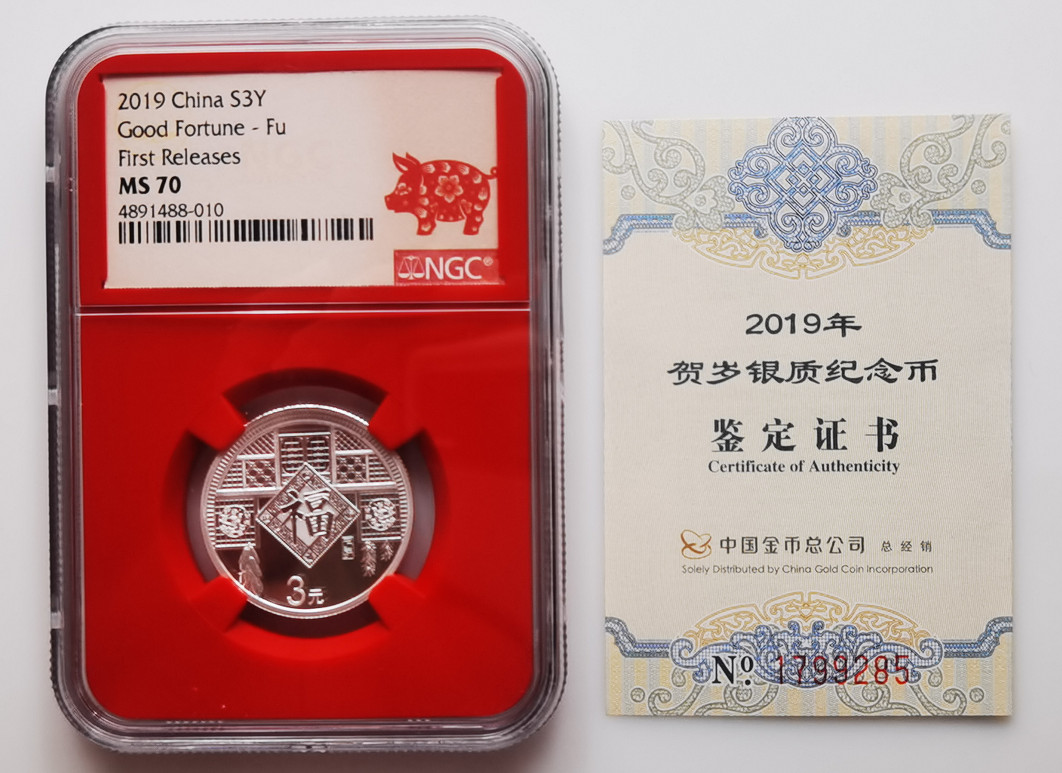 2019 China S3Y
Good Fortune - Fu
First Releases
MS 70
4891488-010
NGC®
福
3元
2019年
贺岁银质纪念币
鉴定证书
Certificate of Authenticity
中国金币总公司 总经销
Solely Distributed by China Gold Coin Incorporation
Nº. 1799285